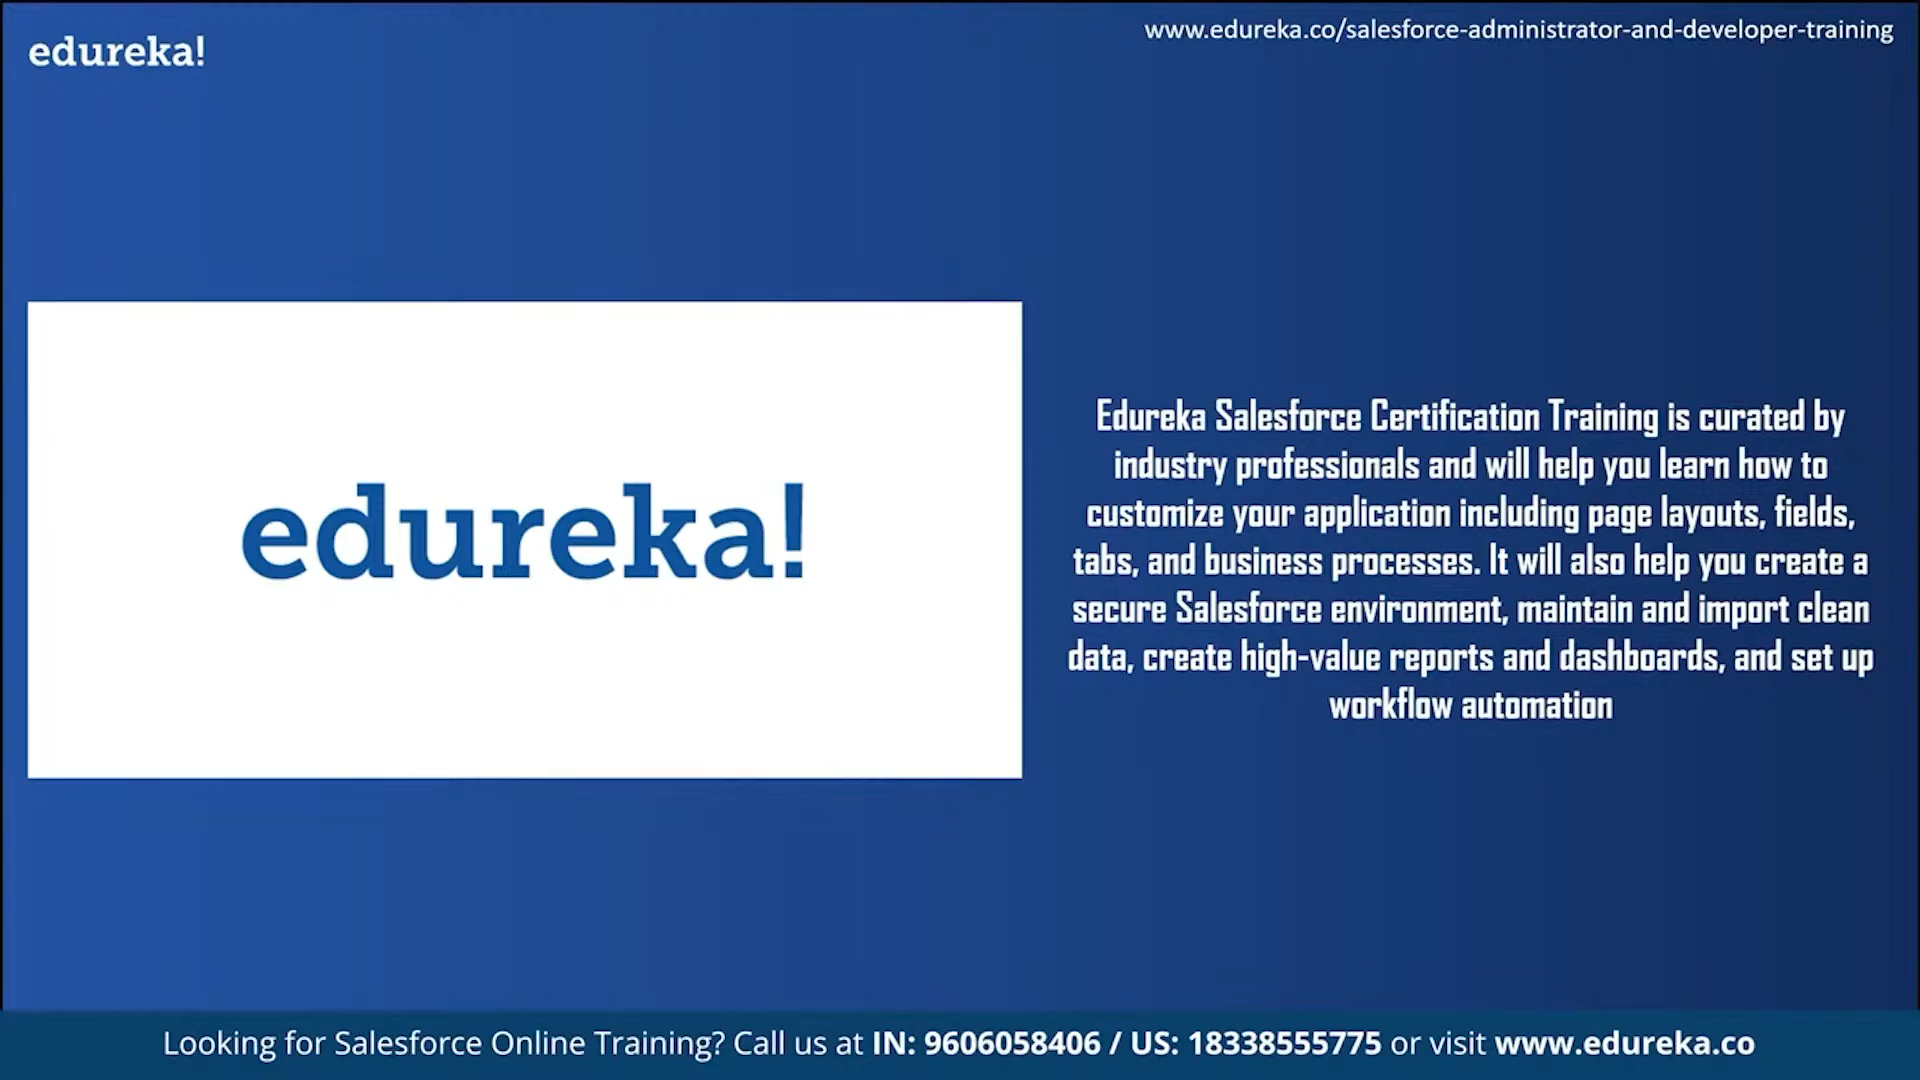 edureka!
www.edureka.co/salesforce-administrator-and-developer-training
edureka!
Edureka Salesforce Certification Training is curated by
industry professionals and will help you learn how to
customize your application including page layouts, fields,
tabs, and business processes. It will also help you create a
secure Salesforce environment, maintain and import clean
data, create high-value reports and dashboards, and set up
workflow automation
Looking for Salesforce Online Training? Call us at IN: 9606058406 / US: 18338555775 or visit www.edureka.co